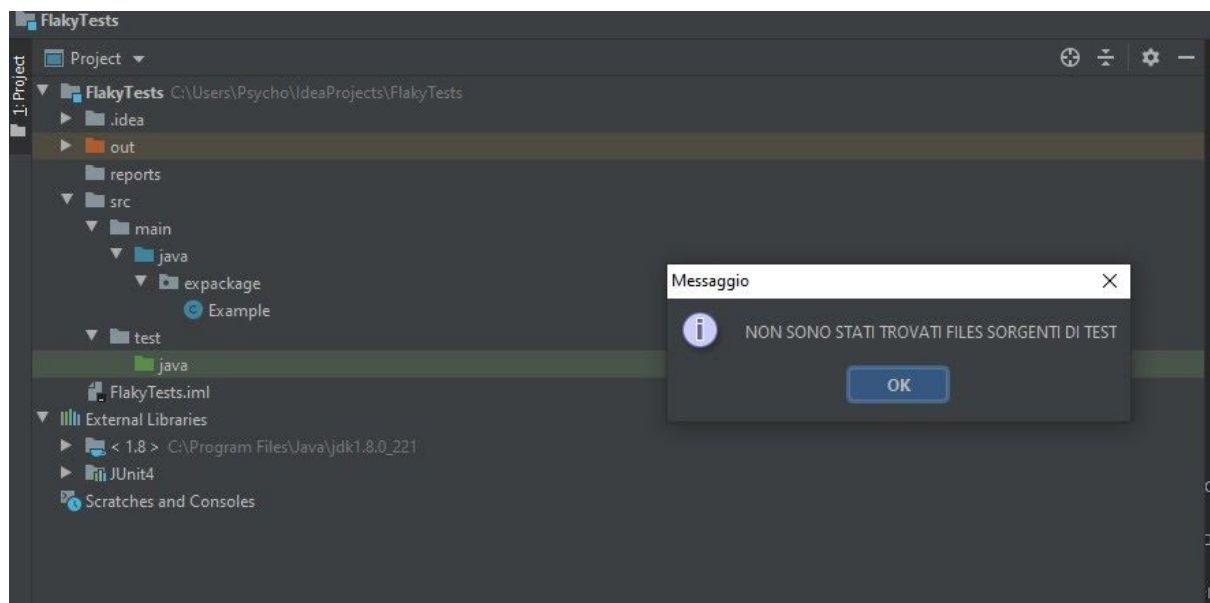 FlakyTests
1: Project
Project
FlakyTests C:\Users\Psycho\IdeaProjects\FlakyTests
.idea
out
reports
src
main
java
expackage
Example
test
java
FlakyTests.iml
External Libraries
< 1.8 > C:\Program Files\Java\jdk1.8.0_221
JUnit4
Scratches and Consoles
Messaggio
NON SONO STATI TROVATI FILES SORGENTI DI TEST
OK